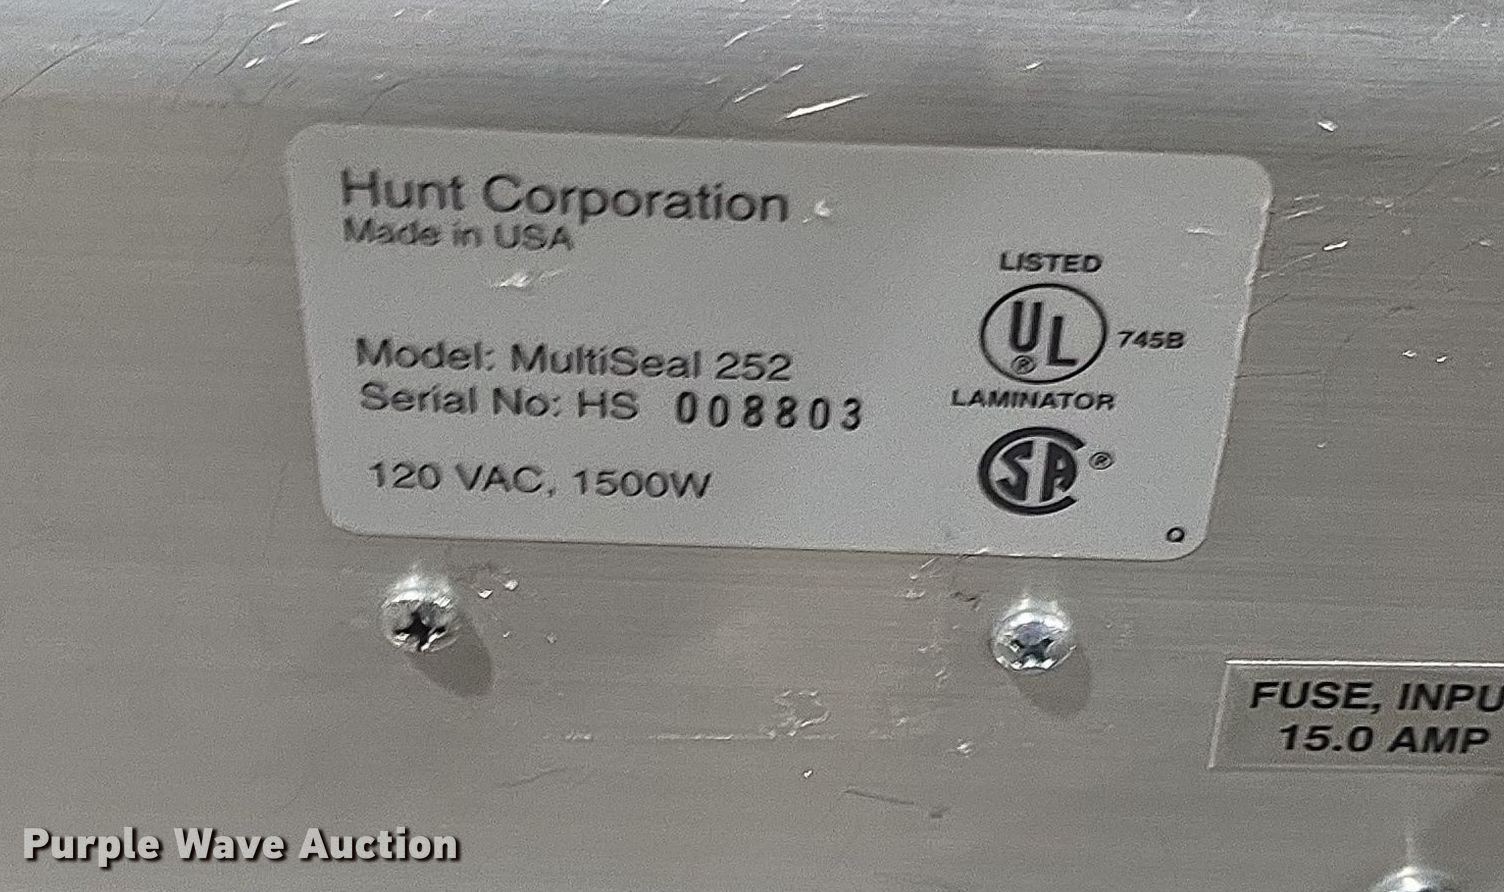 Hunt Corporation
Made in USA
Model: MultiSeal 252
Serial No: HS 008803
120 VAC, 1500W
LISTED
UL ® 745B
LAMINATOR
SA ®
Q
FUSE, INPU
15.0 AMP
Purple Wave Auction